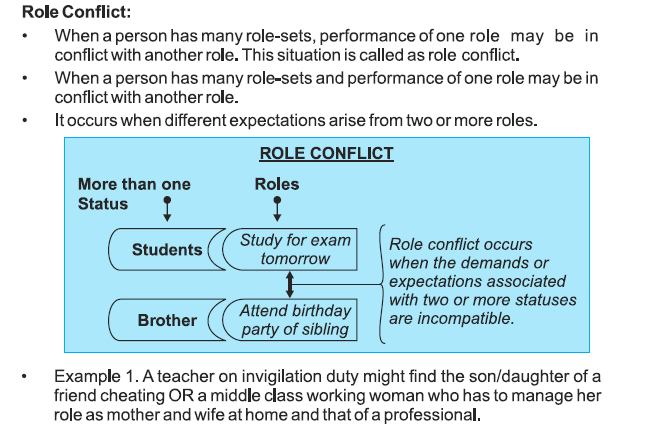 Role Conflict:
• When a person has many role-sets, performance of one role may be in
conflict with another role. This situation is called as role conflict.
• When a person has many role-sets and performance of one role may be in
conflict with another role.
• It occurs when different expectations arise from two or more roles.
ROLE CONFLICT
More than one
Status
Roles
Students
Study for exam
tomorrow
Brother
Attend birthday
party of sibling
Role conflict occurs
when the demands or
expectations associated
with two or more statuses
are incompatible.
• Example 1. A teacher on invigilation duty might find the son/daughter of a
friend cheating OR a middle class working woman who has to manage her
role as mother and wife at home and that of a professional.